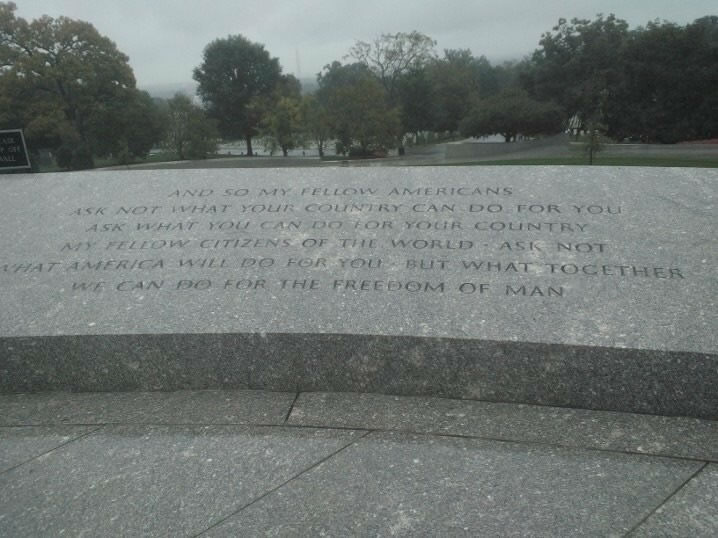 AND SO MY FELLOW AMERICANS
ASK NOT WHAT YOUR COUNTRY CAN DO FOR YOU
ASK WHAT YOU CAN DO FOR YOUR COUNTRY
MY FELLOW CITIZENS OF THE WORLD · ASK NOT
WHAT AMERICA WILL DO FOR YOU · BUT WHAT TOGETHER
WE CAN DO FOR THE FREEDOM OF MAN
OFF